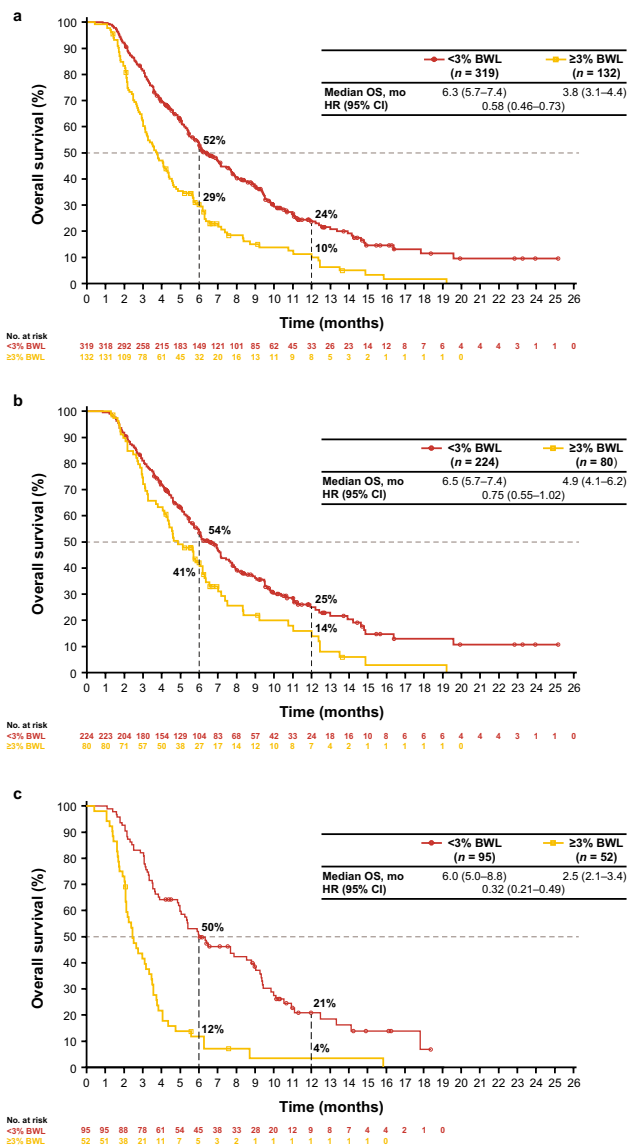 a
100
90
80
70
60
50
40
30
20
10
0
Overall survival (%)
<3% BWL ≥3% BWL
(n = 319) (n = 132)
Median OS, mo 6.3 (5.7–7.4) 3.8 (3.1–4.4)
HR (95% CI) 0.58 (0.46–0.73)
52%
29%
24%
10%
0 1 2 3 4 5 6 7 8 9 10 11 12 13 14 15 16 17 18 19 20 21 22 23 24 25 26
Time (months)
No. at risk
<3% BWL 319 318 292 258 215 183 149 121 101 85 62 45 33 26 23 14 12 8 7 6 4 4 4 3 1 1 0
≥3% BWL 132 131 109 78 61 45 32 20 16 13 11 9 8 5 3 2 1 1 1 1 0
b
100
90
80
70
60
50
40
30
20
10
0
Overall survival (%)
<3% BWL ≥3% BWL
(n = 224) (n = 80)
Median OS, mo 6.5 (5.7–7.4) 4.9 (4.1–6.2)
HR (95% CI) 0.75 (0.55–1.02)
54%
41%
25%
14%
0 1 2 3 4 5 6 7 8 9 10 11 12 13 14 15 16 17 18 19 20 21 22 23 24 25 26
Time (months)
No. at risk
<3% BWL 224 223 204 180 154 129 104 83 68 57 42 33 24 18 16 10 8 6 6 6 4 4 4 3 1 1 0
≥3% BWL 80 80 71 57 50 38 27 17 14 12 10 8 7 4 2 1 1 1 1 1 0
c
100
90
80
70
60
50
40
30
20
10
0
Overall survival (%)
<3% BWL ≥3% BWL
(n = 95) (n = 52)
Median OS, mo 6.0 (5.0–8.8) 2.5 (2.1–3.4)
HR (95% CI) 0.32 (0.21–0.49)
50%
12%
21%
4%
0 1 2 3 4 5 6 7 8 9 10 11 12 13 14 15 16 17 18 19 20 21 22 23 24 25 26
Time (months)
No. at risk
<3% BWL 95 95 88 78 61 54 45 38 33 28 20 12 9 8 7 4 4 2 1 0
≥3% BWL 52 51 38 21 11 7 5 3 2 1 1 1 1 1 1 1 0